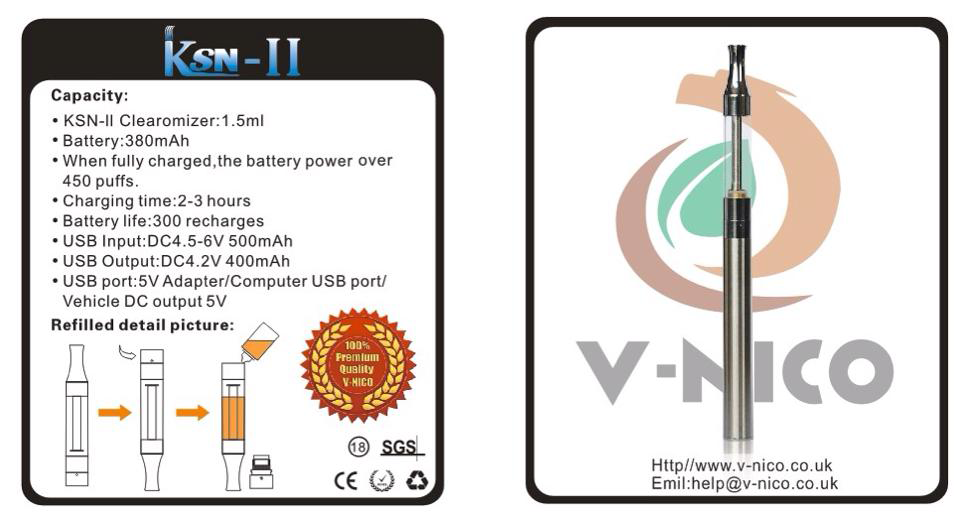 KSN-II
Capacity:
• KSN-II Clearomizer:1.5ml
• Battery:380mAh
• When fully charged,the battery power over
450 puffs.
• Charging time:2-3 hours
• Battery life:300 recharges
• USB Input:DC4.5-6V 500mAh
• USB Output:DC4.2V 400mAh
• USB port:5V Adapter/Computer USB port/
Vehicle DC output 5V
Refilled detail picture:
100%
Premium
Quality
V-NICO
18 SGS
CE
V-NICO
Http//www.v-nico.co.uk
Emil:help@v-nico.co.uk